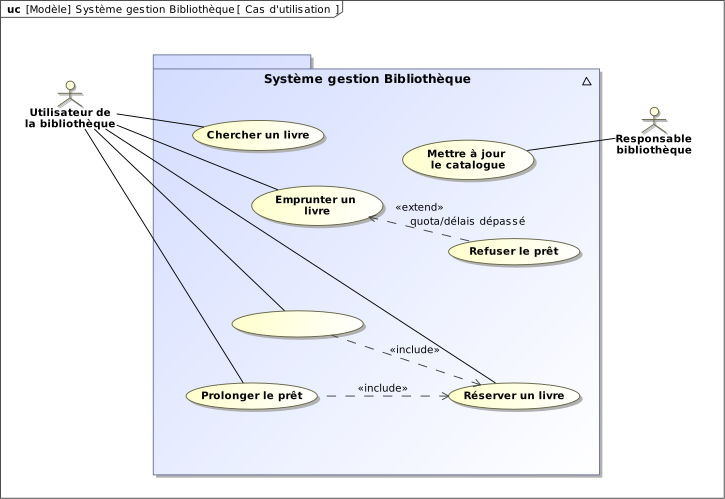 uc [Modèle] Système gestion Bibliothèque [ Cas d'utilisation ]
Système gestion Bibliothèque
Utilisateur de
la bibliothèque
Chercher un livre
Responsable
bibliothèque
Mettre à jour
le catalogue
Emprunter un
livre
«extend»
quota/délais dépassé
Refuser le prêt
«include»
Prolonger le prêt
«include»
Réserver un livre